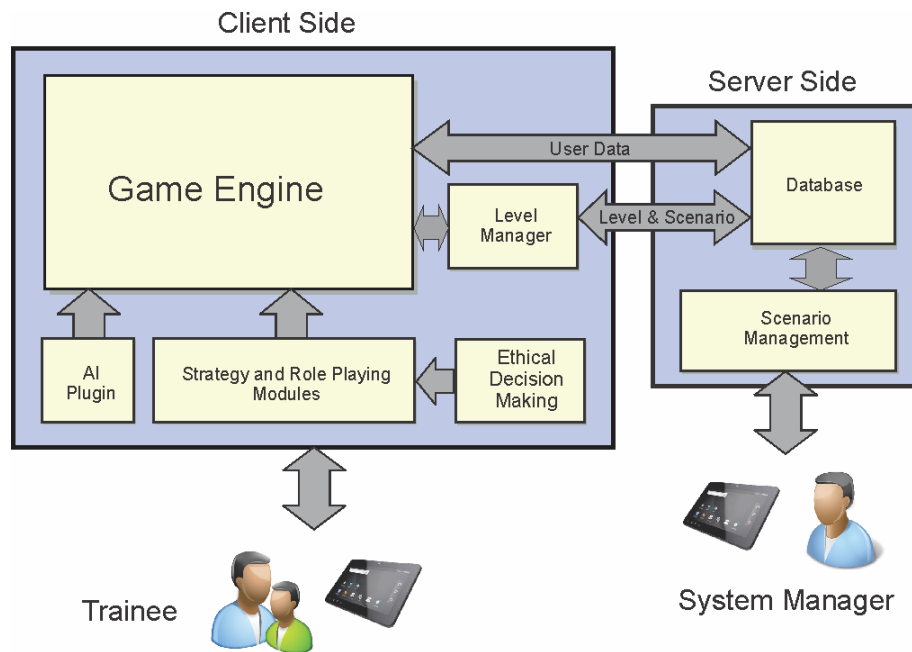 Client Side
Server Side
Game Engine
User Data
Database
Level
Manager
Level & Scenario
Scenario
Management
AI
Plugin
Strategy and Role Playing
Modules
Ethical
Decision
Making
Trainee
System Manager